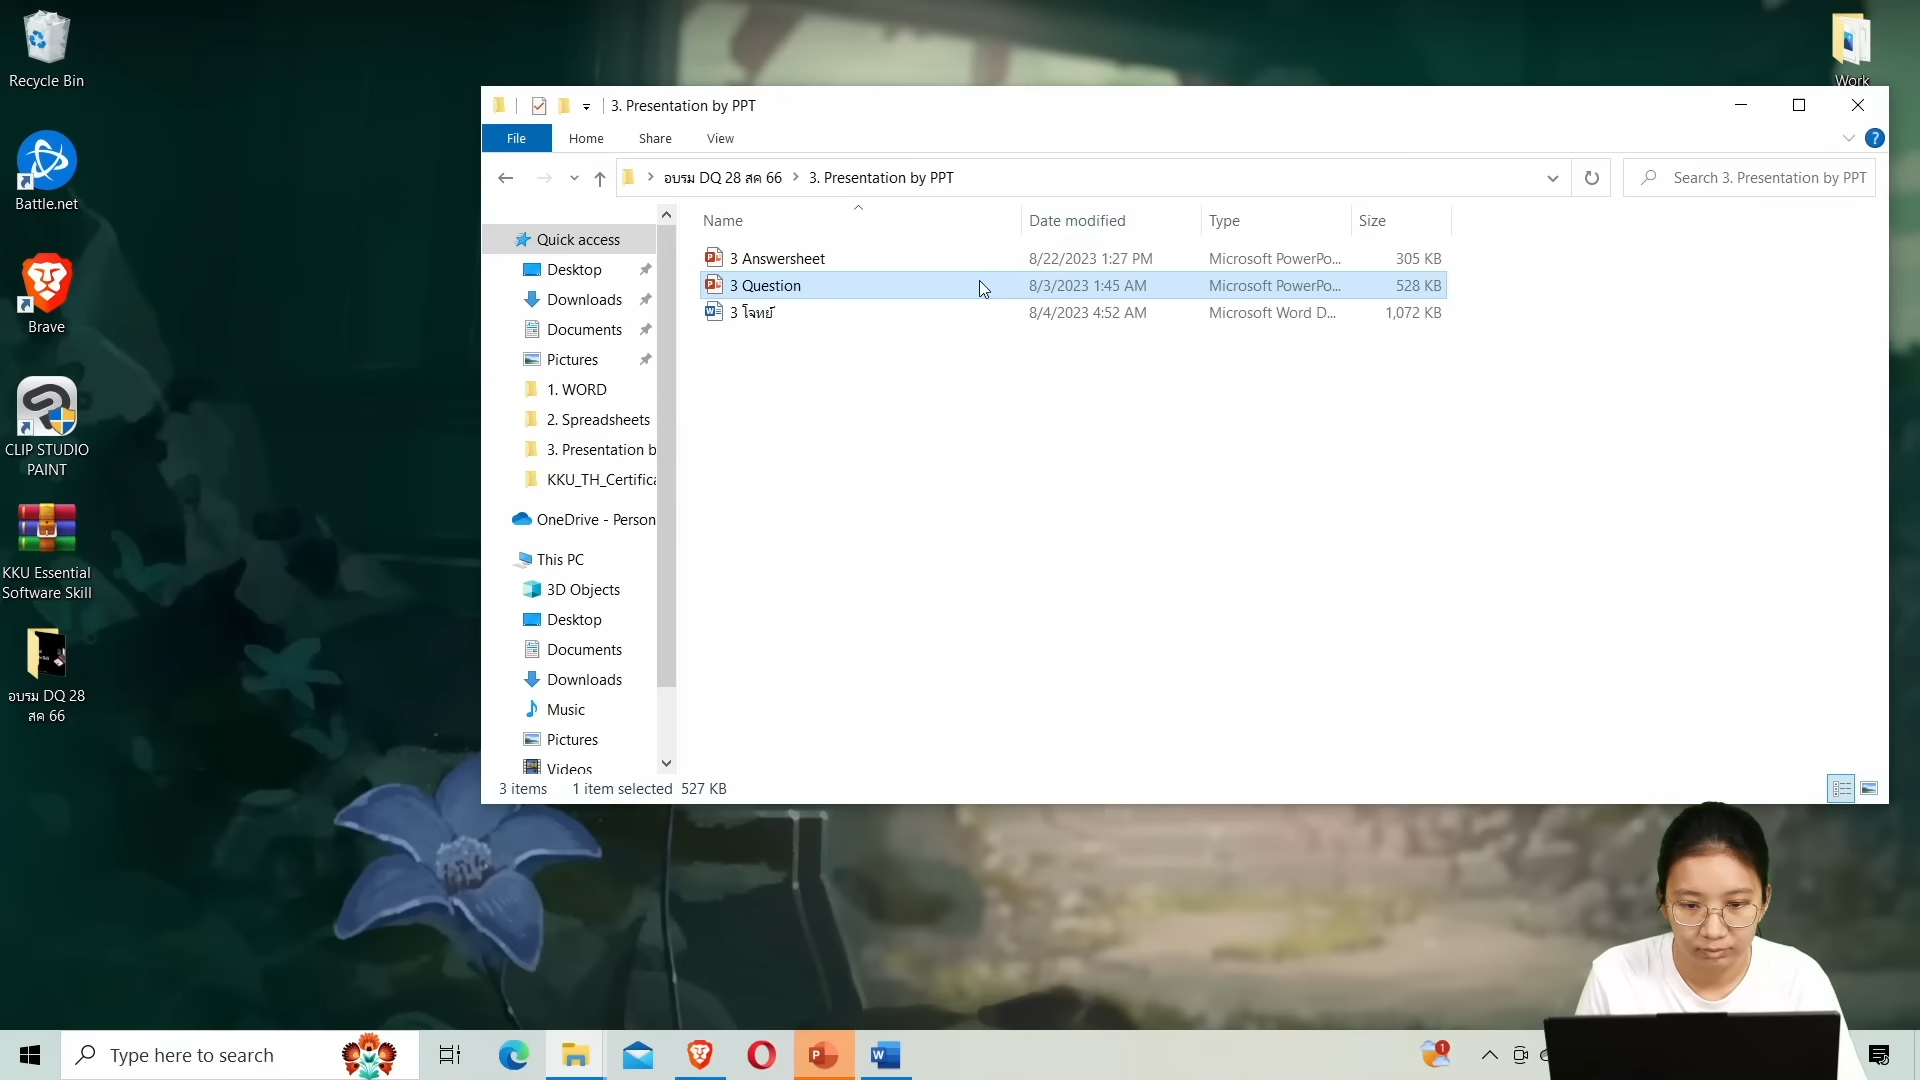 Recycle Bin
Work
3. Presentation by PPT
File Home Share View
อบรม DQ 28 สค 66 3. Presentation by PPT
Search 3. Presentation by PPT
Name Date modified Type Size
3 Answersheet 8/22/2023 1:27 PM Microsoft PowerPo... 305 KB
3 Question 8/3/2023 1:45 AM Microsoft PowerPo... 528 KB
3 โจทย์ 8/4/2023 4:52 AM Microsoft Word D... 1,072 KB
Quick access
Desktop
Downloads
Documents
Pictures
1. WORD
2. Spreadsheets
3. Presentation b
KKU_TH_Certifica
OneDrive - Person
This PC
3D Objects
Desktop
Documents
Downloads
Music
Pictures
Videos
3 items 1 item selected 527 KB
Battle.net
Brave
CLIP STUDIO
PAINT
KKU Essential
Software Skill
อบรม DQ 28
สค 66
Type here to search
1